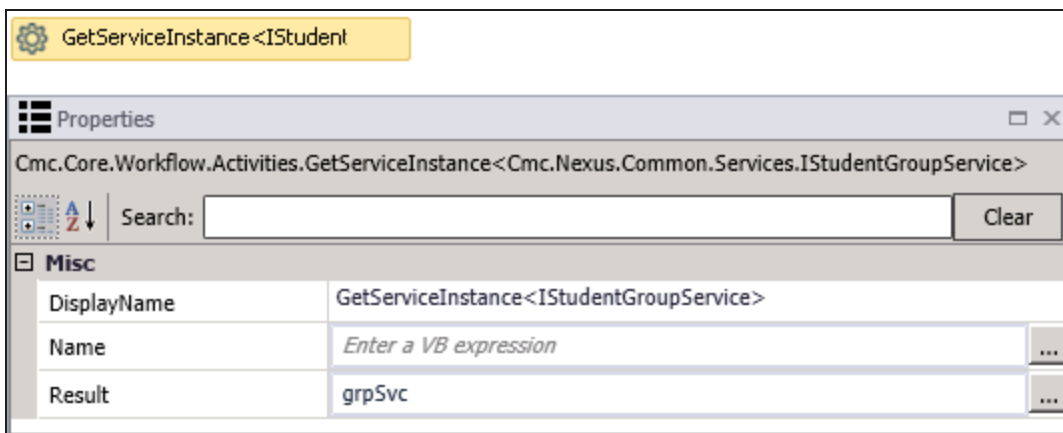 GetServiceInstance<IStudent
Properties
Cmc.Core.Workflow.Activities.GetServiceInstance<Cmc.Nexus.Common.Services.IStudentGroupService>
A Z Search: Clear
Misc
DisplayName GetServiceInstance<IStudentGroupService>
Name Enter a VB expression ...
Result grpSvc ...